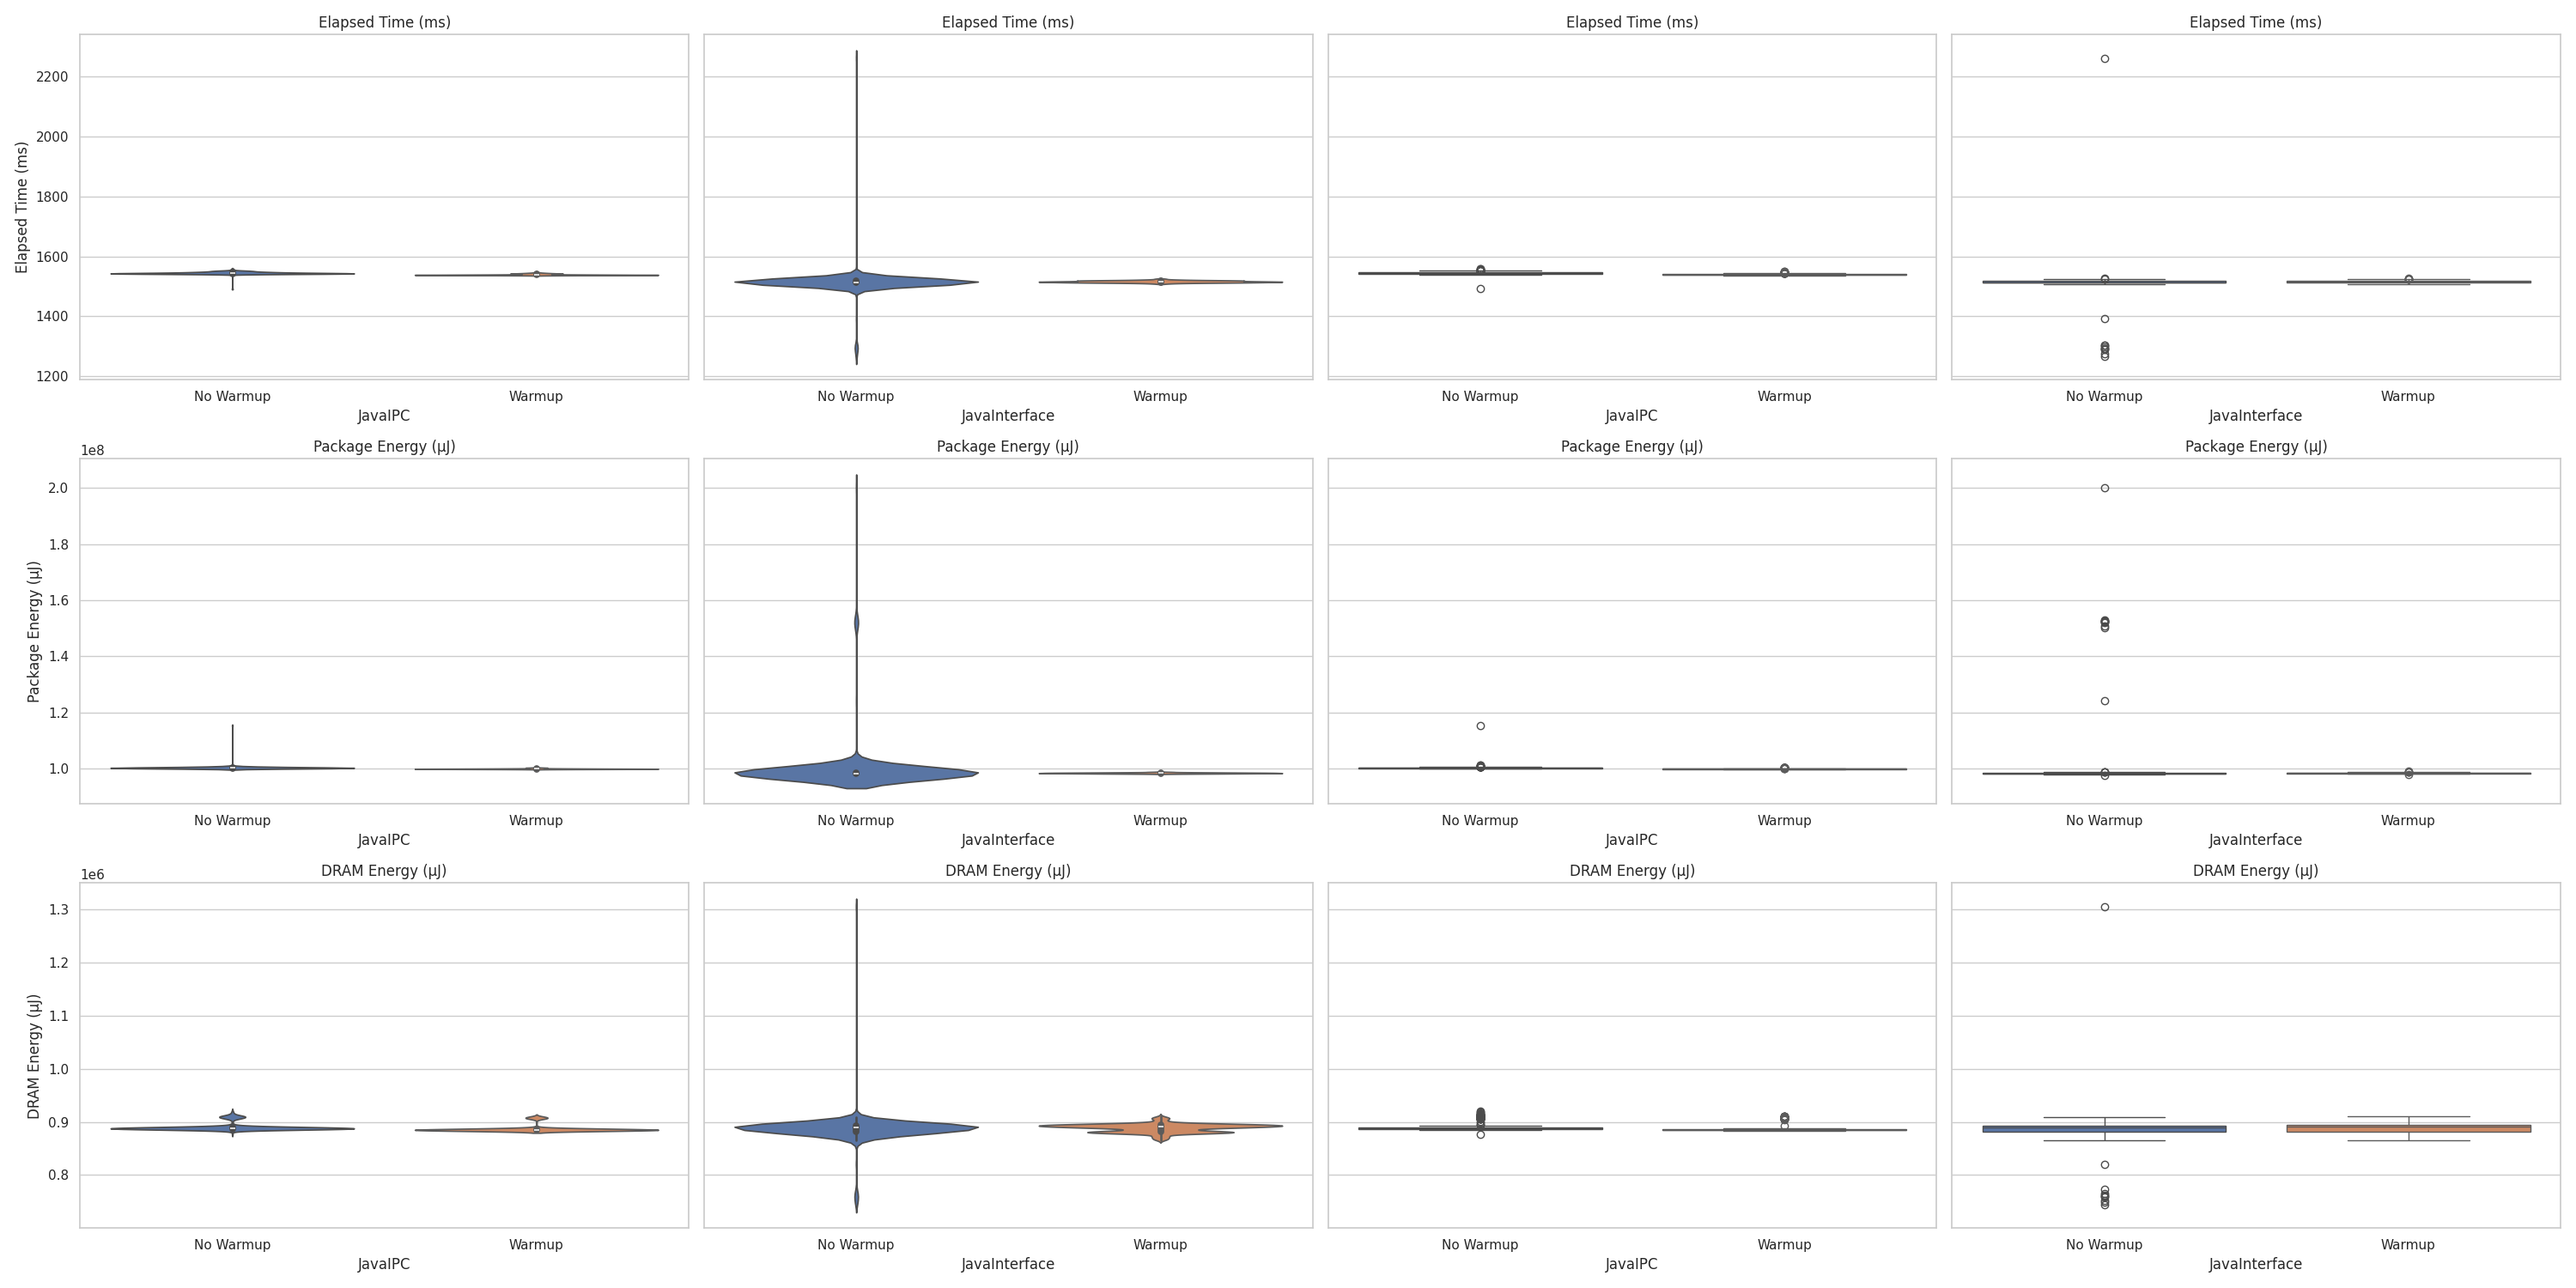 Elapsed Time (ms) Elapsed Time (ms) Elapsed Time (ms) Elapsed Time (ms)
Elapsed Time (ms)
2200
2000
1800
1600
1400
1200
No Warmup Warmup No Warmup Warmup No Warmup Warmup No Warmup Warmup
JavaIPC JavaInterface JavaIPC JavaInterface
Package Energy (µJ) Package Energy (µJ) Package Energy (µJ) Package Energy (µJ)
1e8
Package Energy (µJ)
2.0
1.8
1.6
1.4
1.2
1.0
No Warmup Warmup No Warmup Warmup No Warmup Warmup No Warmup Warmup
JavaIPC JavaInterface JavaIPC JavaInterface
DRAM Energy (µJ) DRAM Energy (µJ) DRAM Energy (µJ) DRAM Energy (µJ)
1e6
DRAM Energy (µJ)
1.3
1.2
1.1
1.0
0.9
0.8
No Warmup Warmup No Warmup Warmup No Warmup Warmup No Warmup Warmup
JavaIPC JavaInterface JavaIPC JavaInterface